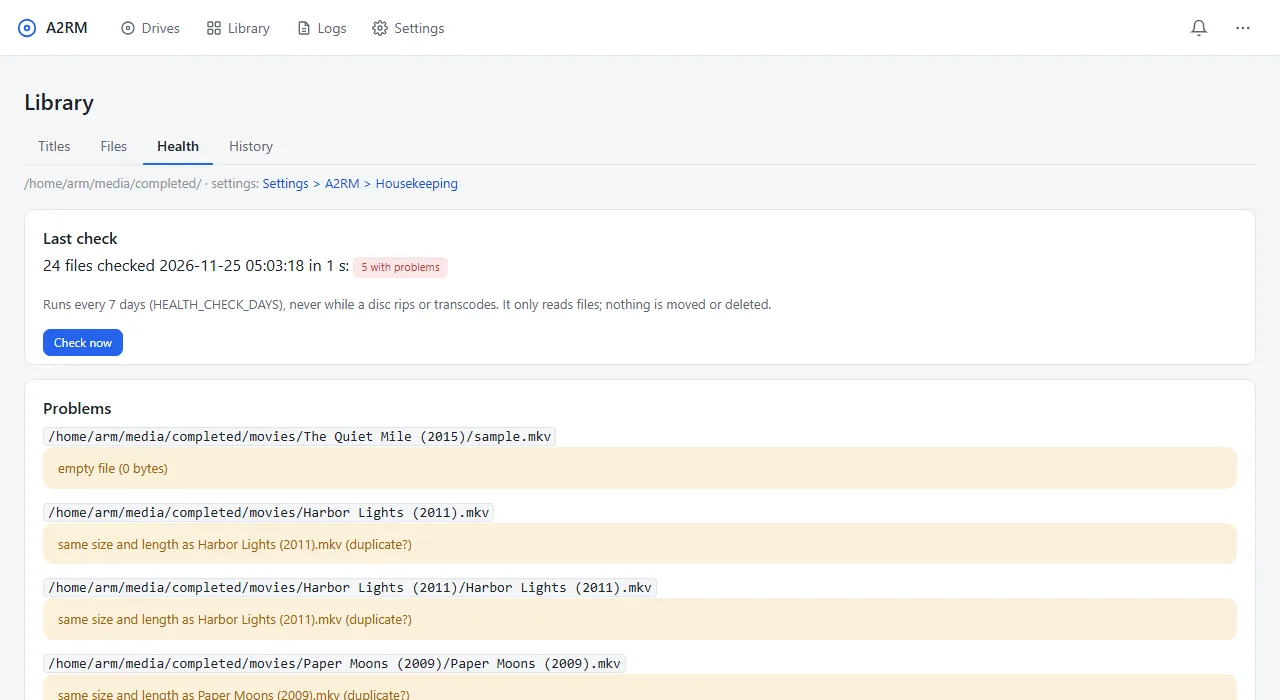 A2RM Drives Library Logs Settings
Library
Titles Files Health History
/home/arm/media/completed/ · settings: Settings > A2RM > Housekeeping
Last check
24 files checked 2026-11-25 05:03:18 in 1 s: 5 with problems
Runs every 7 days (HEALTH_CHECK_DAYS), never while a disc rips or transcodes. It only reads files; nothing is moved or deleted.
Check now
Problems
/home/arm/media/completed/movies/The Quiet Mile (2015)/sample.mkv
empty file (0 bytes)
/home/arm/media/completed/movies/Harbor Lights (2011).mkv
same size and length as Harbor Lights (2011).mkv (duplicate?)
/home/arm/media/completed/movies/Harbor Lights (2011)/Harbor Lights (2011).mkv
same size and length as Harbor Lights (2011).mkv (duplicate?)
/home/arm/media/completed/movies/Paper Moons (2009)/Paper Moons (2009).mkv
same size and length as Paper Moons (2009).mkv (duplicate?)